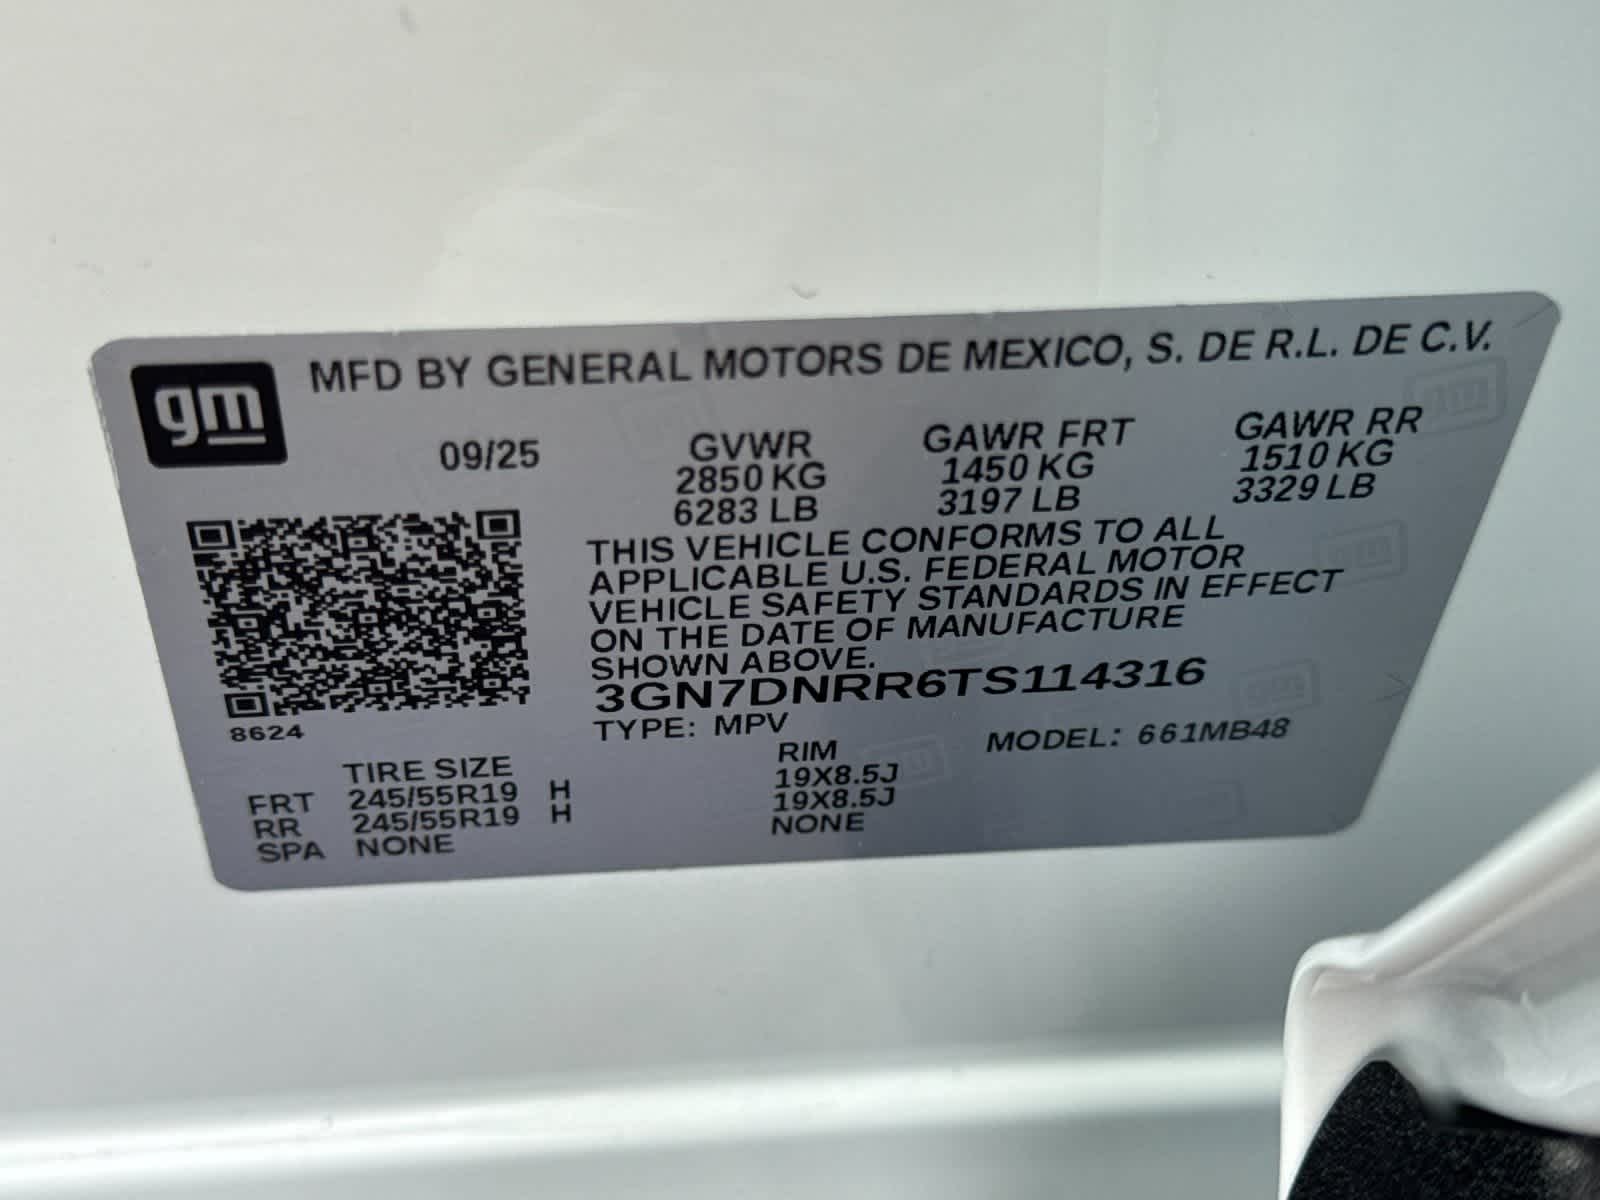 gm
MFD BY GENERAL MOTORS DE MEXICO, S. DE R.L. DE C.V.
09/25 GVWR GAWR FRT GAWR RR
2850 KG 1450 KG 1510 KG
6283 LB 3197 LB 3329 LB
THIS VEHICLE CONFORMS TO ALL
APPLICABLE U.S. FEDERAL MOTOR
VEHICLE SAFETY STANDARDS IN EFFECT
ON THE DATE OF MANUFACTURE
SHOWN ABOVE.
3GN7DNRR6TS114316
8624 TYPE: MPV MODEL: 661MB48
TIRE SIZE RIM
FRT 245/55R19 H 19X8.5J
RR 245/55R19 H 19X8.5J
SPA NONE NONE